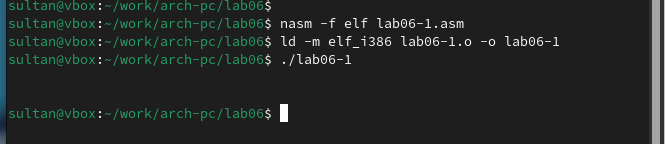 sultan@vbox:~/work/arch-pc/lab06$
sultan@vbox:~/work/arch-pc/lab06$ nasm -f elf lab06-1.asm
sultan@vbox:~/work/arch-pc/lab06$ ld -m elf_i386 lab06-1.o -o lab06-1
sultan@vbox:~/work/arch-pc/lab06$ ./lab06-1
sultan@vbox:~/work/arch-pc/lab06$